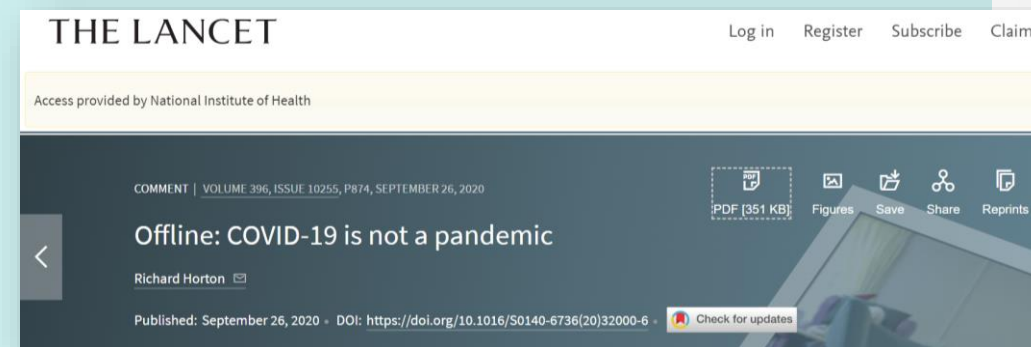 THE LANCET
Log in Register Subscribe Claim
Access provided by National Institute of Health
COMMENT | VOLUME 396, ISSUE 10255, P874, SEPTEMBER 26, 2020
PDF [351 KB] Figures Save Share Reprints
Offline: COVID-19 is not a pandemic
Richard Horton
Published: September 26, 2020 • DOI: https://doi.org/10.1016/S0140-6736(20)32000-6 • Check for updates